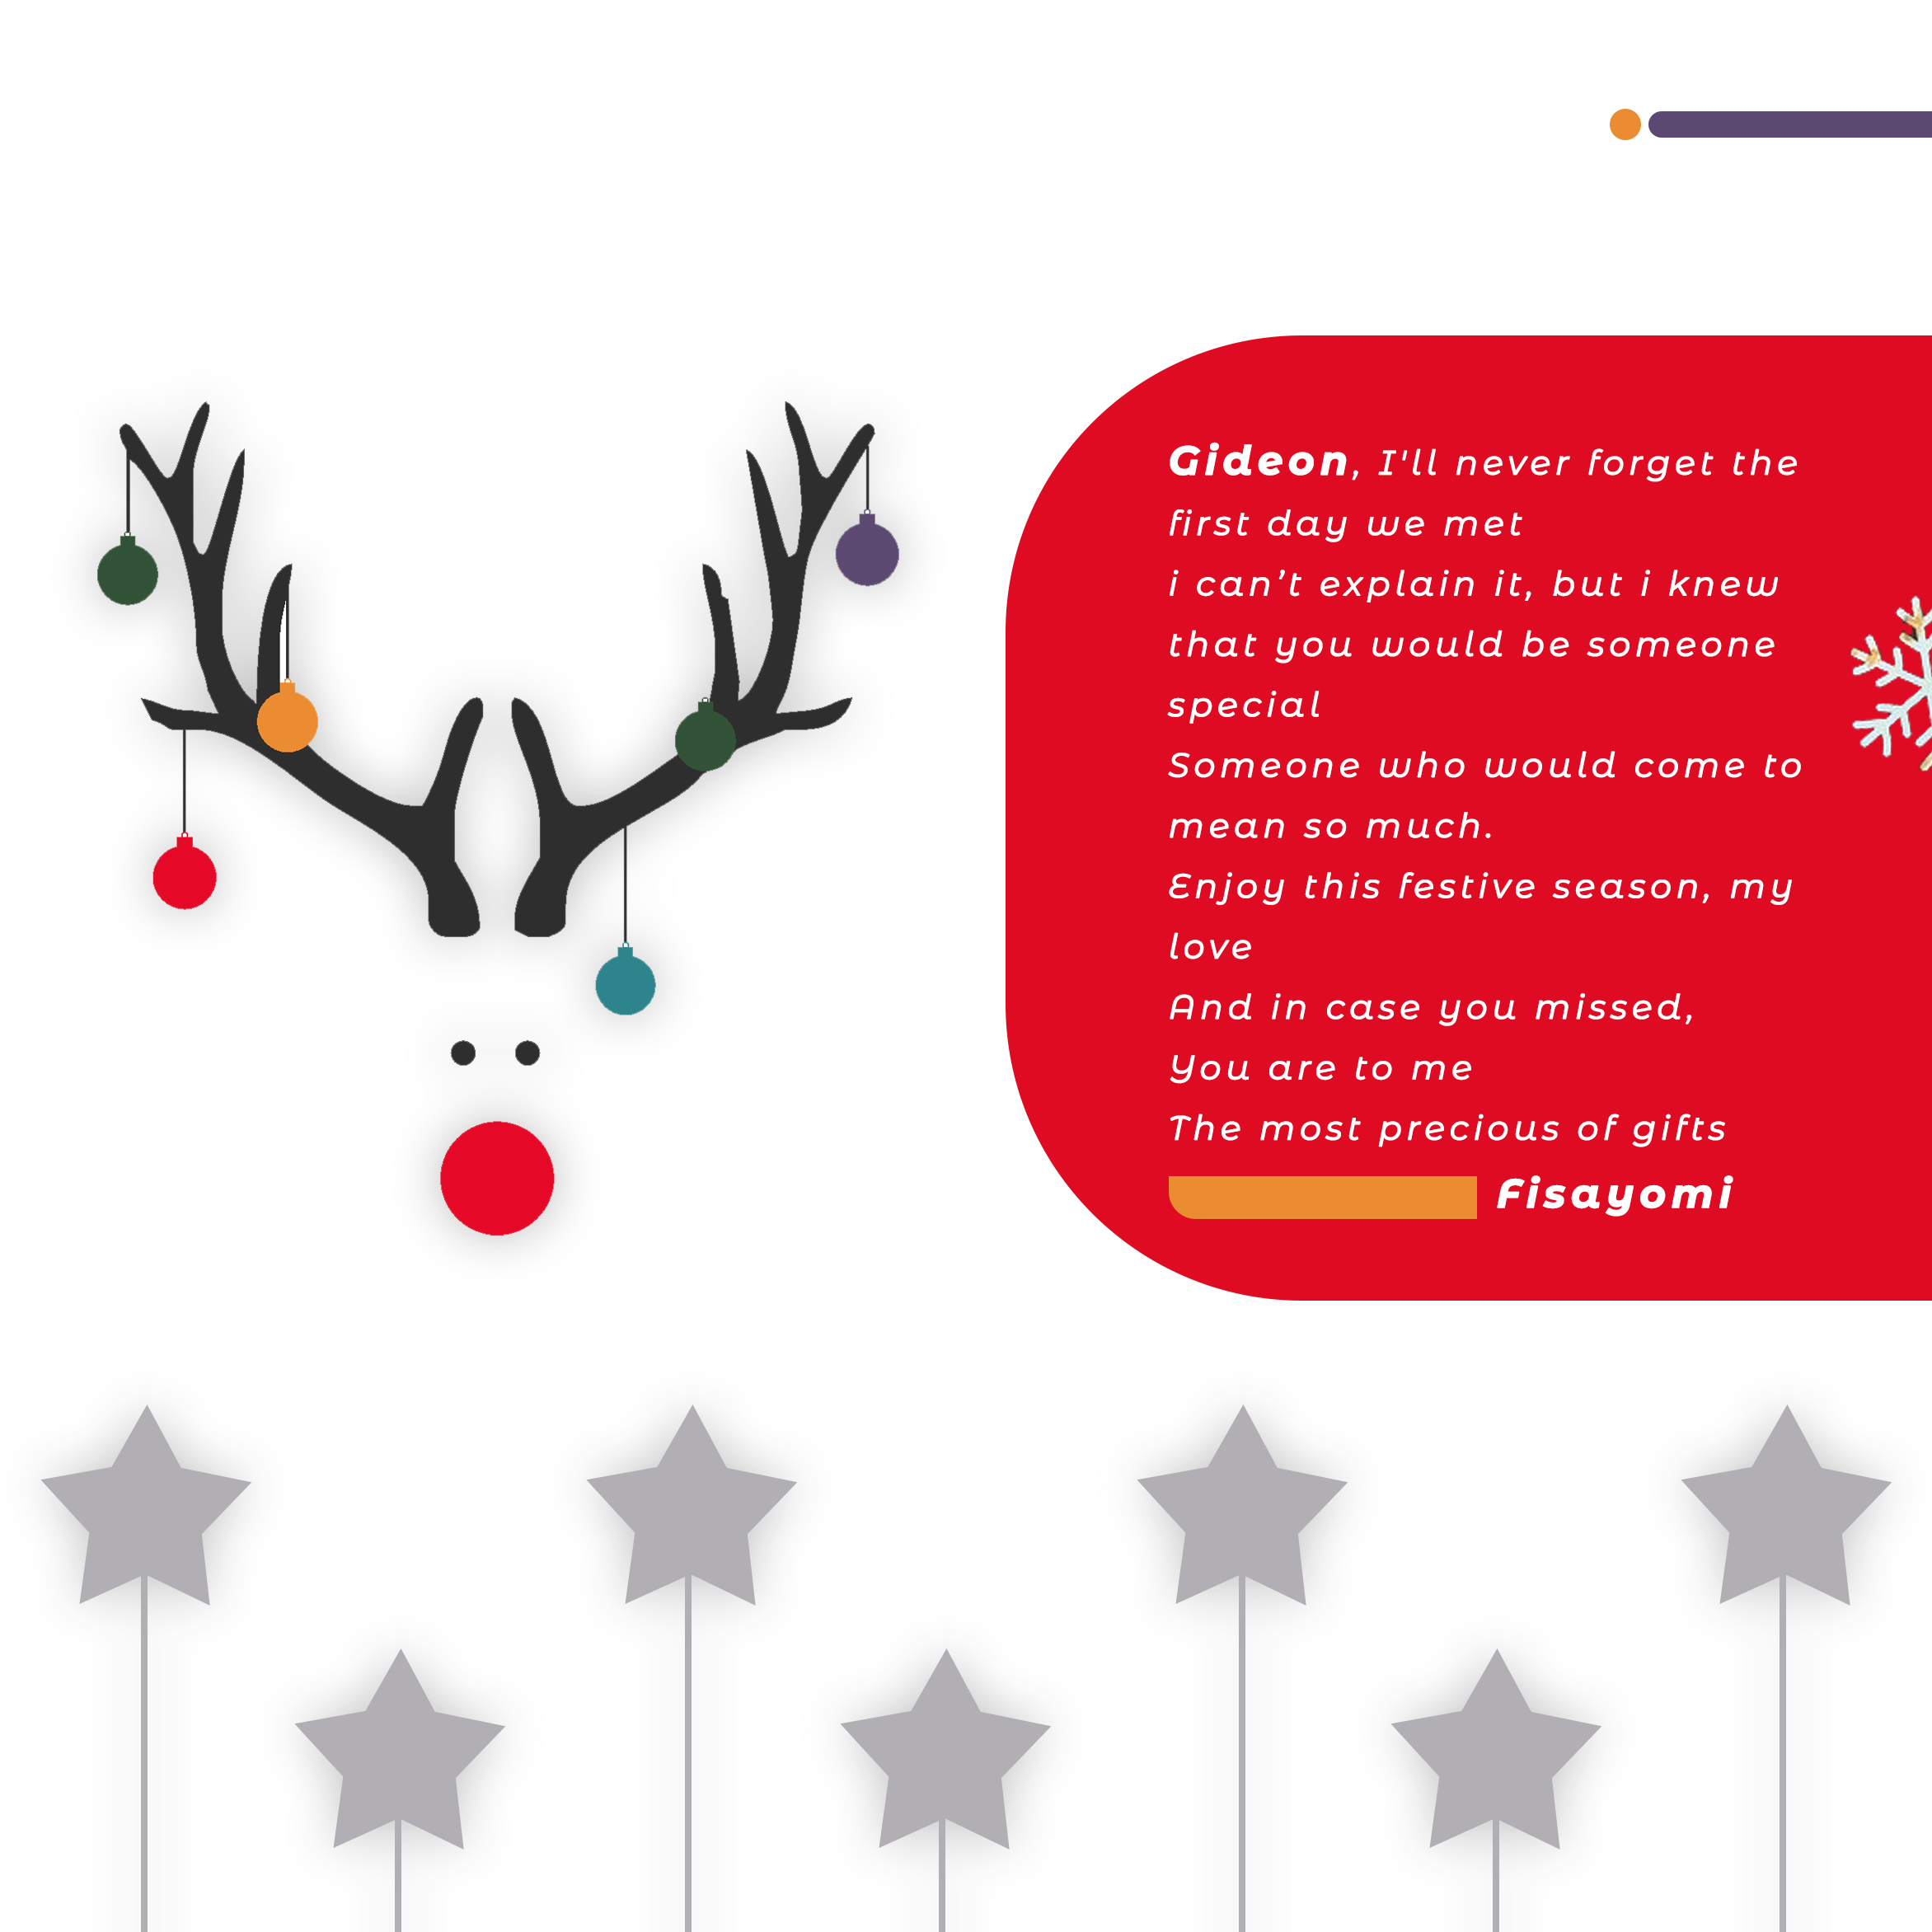 Gideon, I'll never forget the
first day we met
i can’t explain it, but i knew
that you would be someone
special
Someone who would come to
mean so much.
Enjoy this festive season, my
love
And in case you missed,
You are to me
The most precious of gifts
Fisayomi